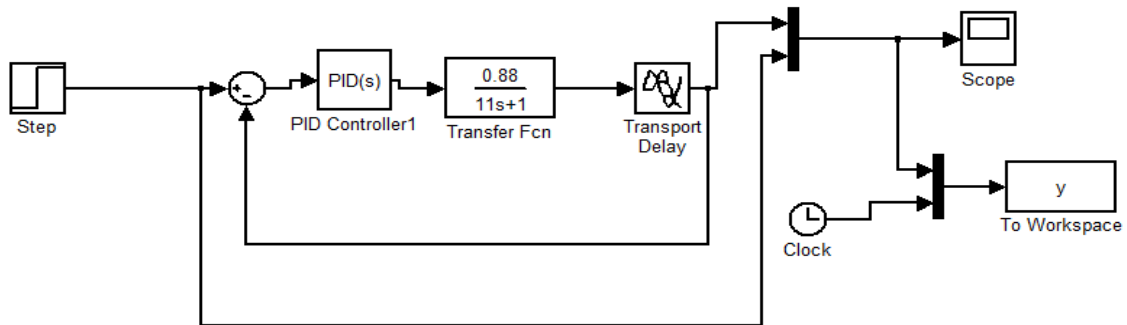 Step
+
-
PID(s)
PID Controller1
0.88
11s+1
Transfer Fcn
Transport
Delay
Scope
Clock
y
To Workspace